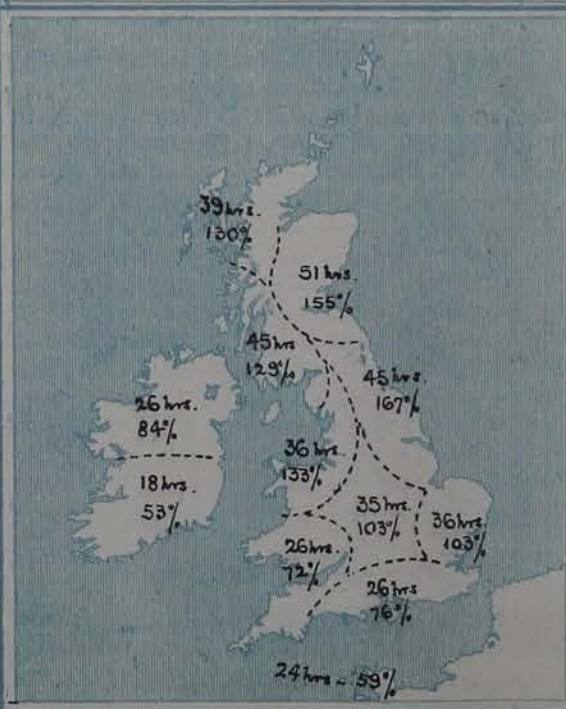 39 hrs.
130%
51 hrs.
155%
45 hrs
129%
45 hrs.
167%
26 hrs.
84%
18 hrs.
53%
36 hrs.
133%
35 hrs.
103%
36 hrs.
103%
26 hrs.
72%
26 hrs
76%
24 hrs - 59%